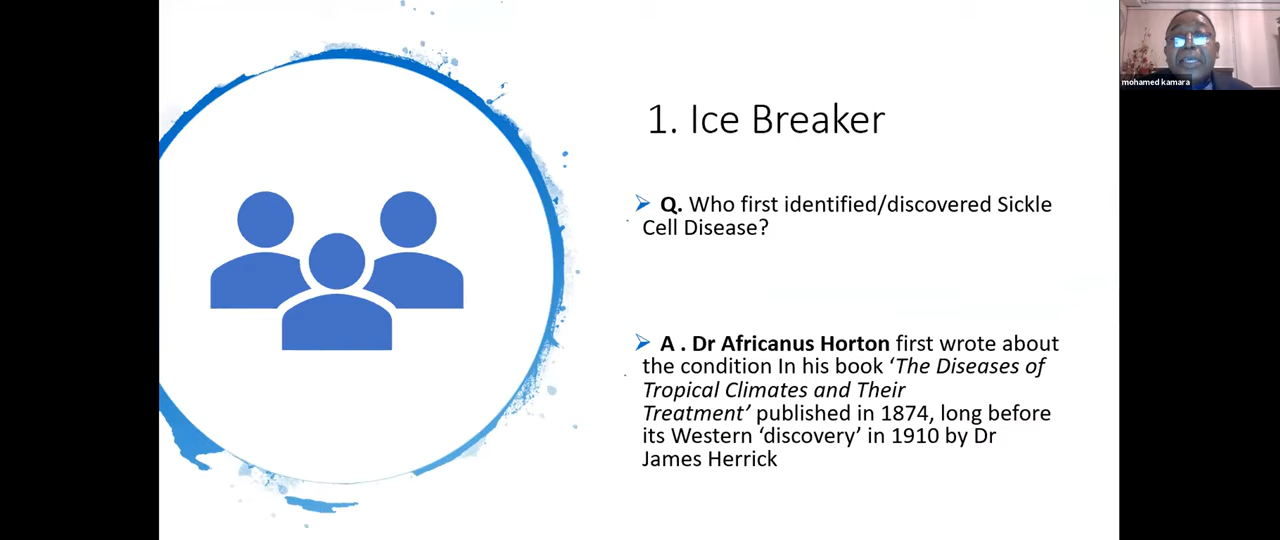 1. Ice Breaker
Q. Who first identified/discovered Sickle
Cell Disease?
A . Dr Africanus Horton first wrote about
the condition In his book ‘The Diseases of
Tropical Climates and Their
Treatment’ published in 1874, long before
its Western ‘discovery’ in 1910 by Dr
James Herrick
mohamed kamara